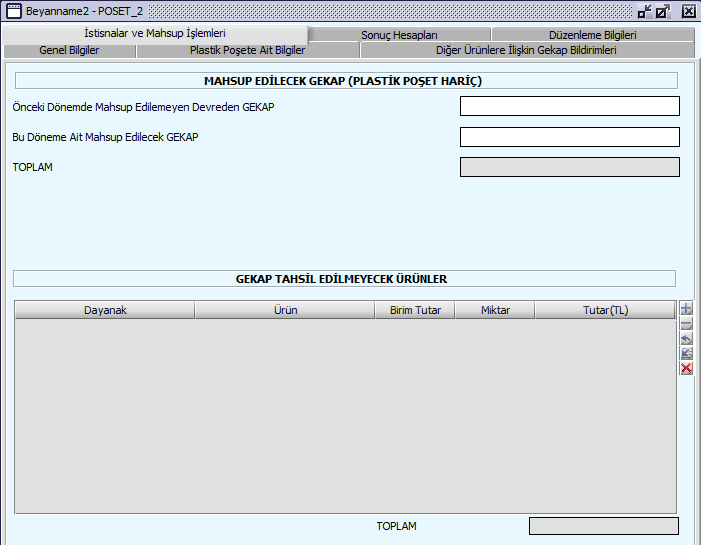 Beyanname2 - POSET_2
İstisnalar ve Mahsup İşlemleri
Sonuç Hesapları
Düzenleme Bilgileri
Genel Bilgiler
Plastik Poşete Ait Bilgiler
Diğer Ürünlere İlişkin Gekap Bildirimleri
MAHSUP EDİLECEK GEKAP (PLASTİK POŞET HARİÇ)
Önceki Dönemde Mahsup Edilemeyen Devreden GEKAP
Bu Döneme Ait Mahsup Edilecek GEKAP
TOPLAM
GEKAP TAHSİL EDİLMEYECEK ÜRÜNLER
Dayanak Ürün Birim Tutar Miktar Tutar(TL)
TOPLAM